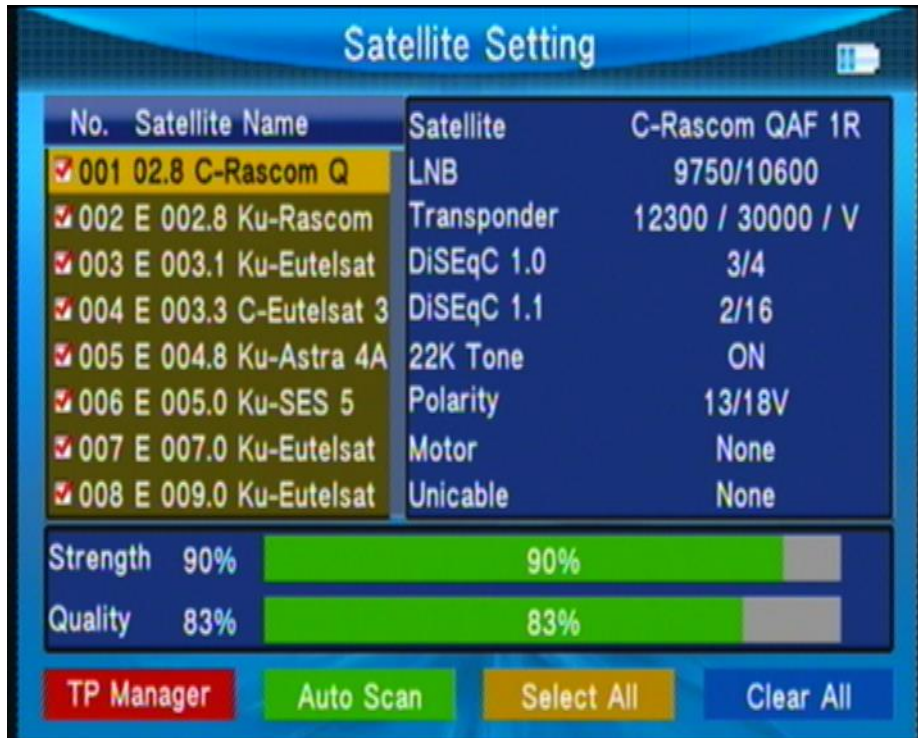 Satellite Setting
No. Satellite Name
001 02.8 C-Rascom Q
002 E 002.8 Ku-Rascom
003 E 003.1 Ku-Eutelsat
004 E 003.3 C-Eutelsat 3
005 E 004.8 Ku-Astra 4A
006 E 005.0 Ku-SES 5
007 E 007.0 Ku-Eutelsat
008 E 009.0 Ku-Eutelsat
Satellite C-Rascom QAF 1R
LNB 9750/10600
Transponder 12300 / 30000 / V
DiSEqC 1.0 3/4
DiSEqC 1.1 2/16
22K Tone ON
Polarity 13/18V
Motor None
Unicable None
Strength 90% 90%
Quality 83% 83%
TP Manager Auto Scan Select All Clear All